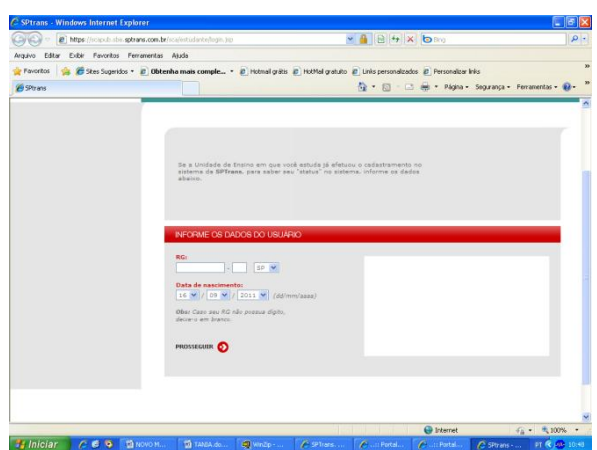 SPtrans - Windows Internet Explorer
sptrans.com.br
Bing
Arquivo Editar Exibir Favoritos Ferramentas Ajuda
Favoritos Sites Sugeridos Obtenha mais comple... Hotmail grátis HotMail gratuito Links personalizados Personalizar links
SPtrans Página Segurança Ferramentas
Se a Unidade de Ensino em que você estuda já efetuou o cadastramento no
sistema da SPTrans, para saber seu "status" no sistema, informe os dados
abaixo.
INFORME OS DADOS DO USUÁRIO
RG:
- SP
Data de nascimento:
16 / 09 / 2011 (dd/mm/aaaa)
Obs: Caso seu RG não possua dígito,
deixe-o em branco.
PROSSEGUIR
Internet 100%
Iniciar NOVO M... TANIA.do... WinZip - ... SPtrans. ... ..:: Portal... ..:: Portal... SPtrans - ... PT 10:48